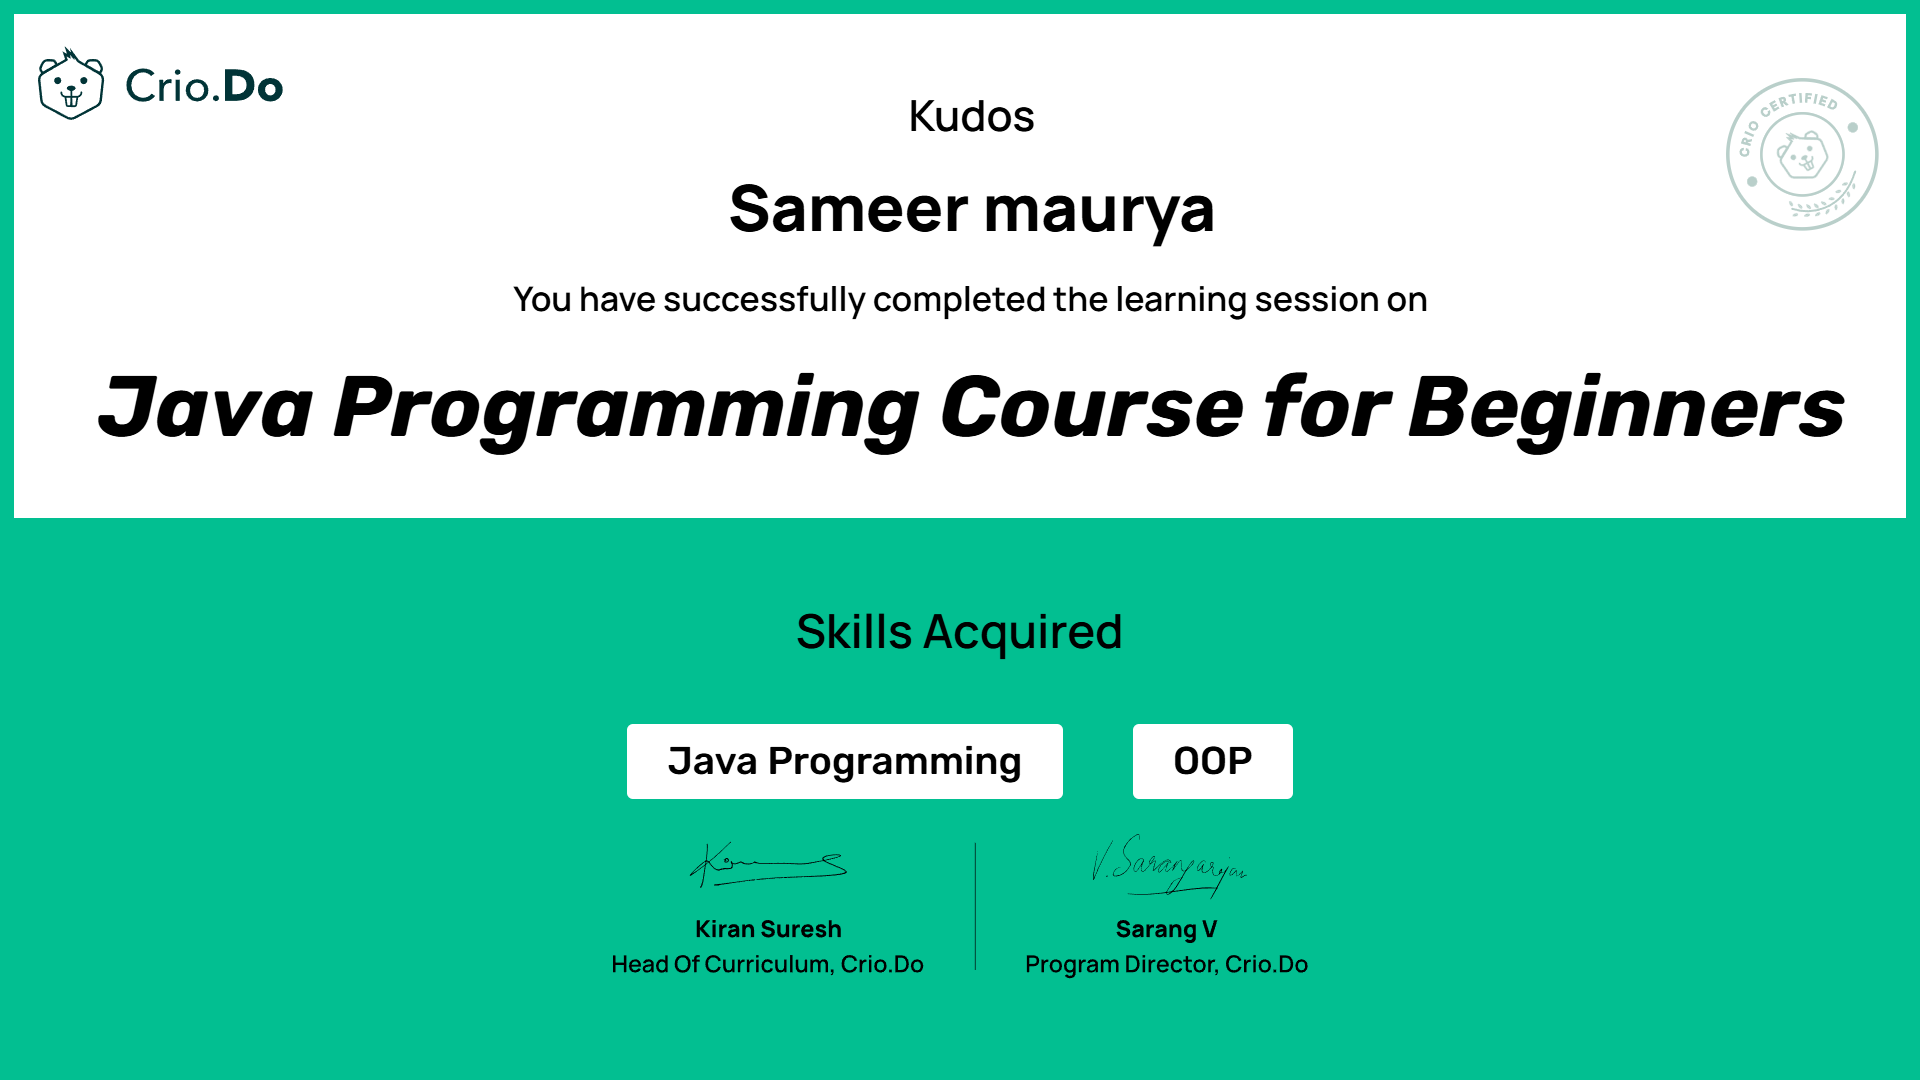 Crio.Do
CRIO CERTIFIED
Kudos
Sameer maurya
You have successfully completed the learning session on
Java Programming Course for Beginners
Skills Acquired
Java Programming
OOP
V. Sarangarajan
Kiran Suresh
Sarang V
Head Of Curriculum, Crio.Do
Program Director, Crio.Do